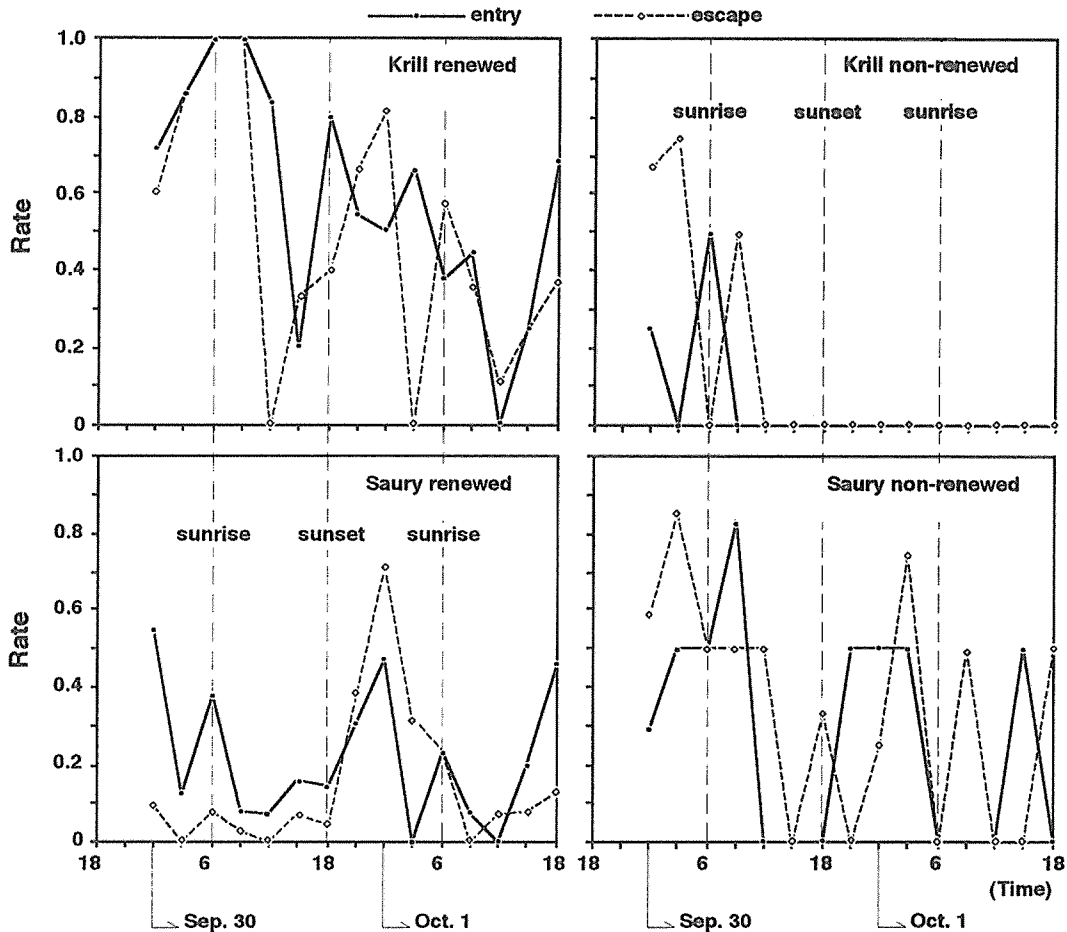 entry escape
1.0
0.8
0.6
0.4
0.2
0
Rate
Krill renewed
Krill non-renewed
sunrise sunset sunrise
1.0
0.8
0.6
0.4
0.2
0
Rate
Saury renewed
sunrise sunset sunrise
Saury non-renewed
18 6 18 6 18
18 6 18 6 18
(Time)
Sep. 30 Oct. 1
Sep. 30 Oct. 1